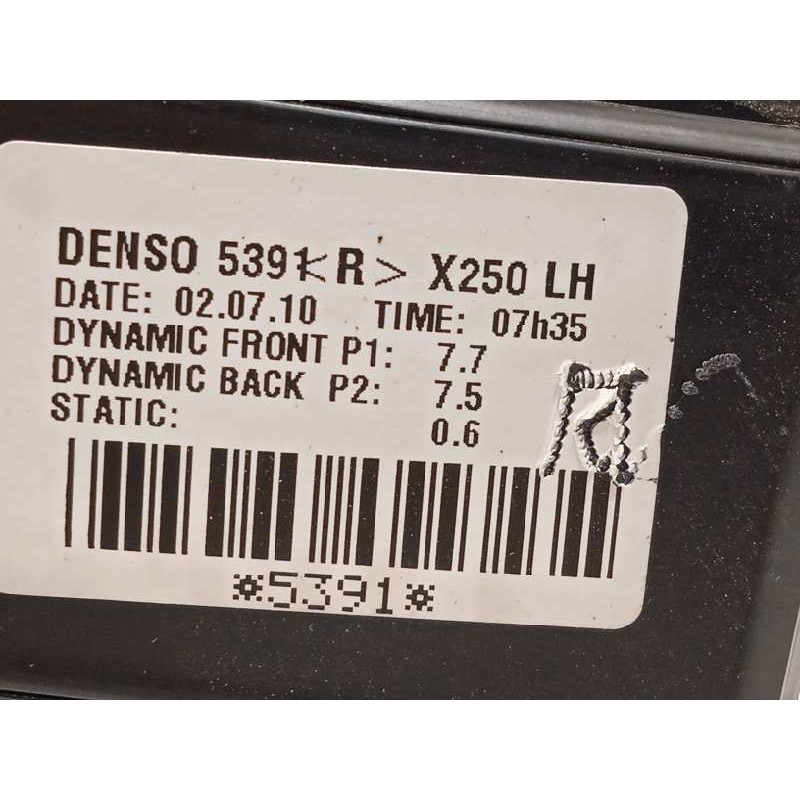 DENSO 5391<R> X250 LH
DATE: 02.07.10 TIME: 07h35
DYNAMIC FRONT P1: 7.7
DYNAMIC BACK P2: 7.5
STATIC: 0.6
*5391*